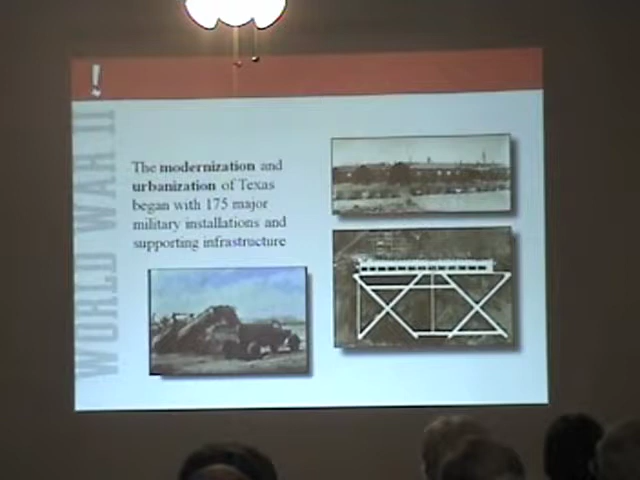 !
WORLD WAR II
The modernization and
urbanization of Texas
began with 175 major
military installations and
supporting infrastructure